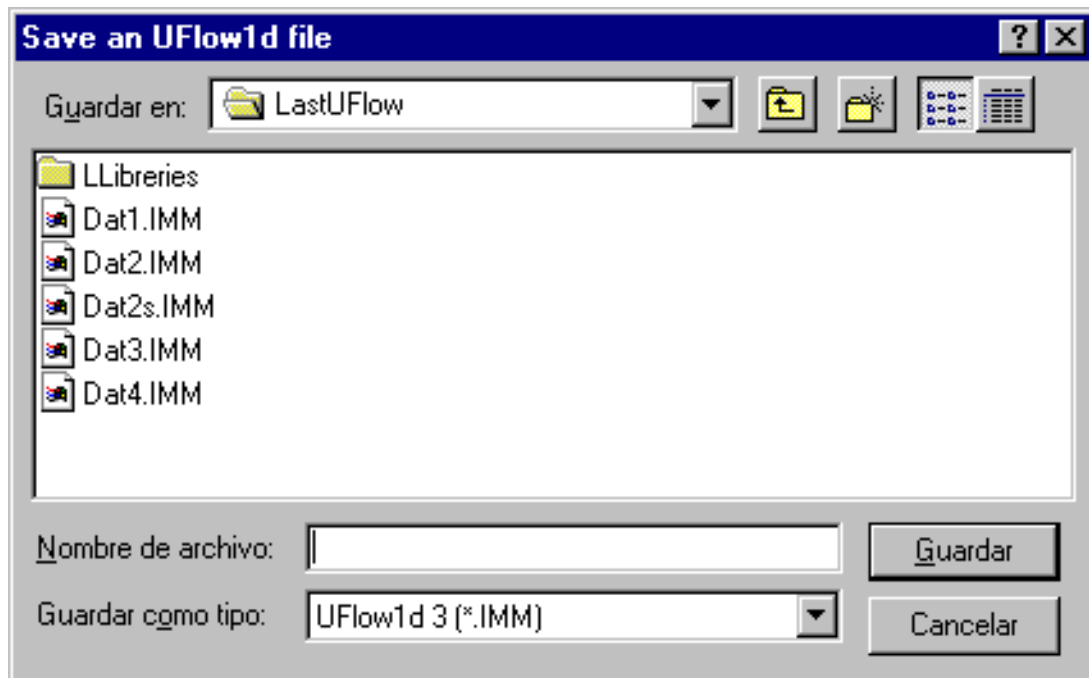 Save an UFlow1d file
Guardar en: LastUFlow
LLibreries
Dat1.IMM
Dat2.IMM
Dat2s.IMM
Dat3.IMM
Dat4.IMM
Nombre de archivo: Guardar
Guardar como tipo: UFlow1d 3 (*.IMM) Cancelar